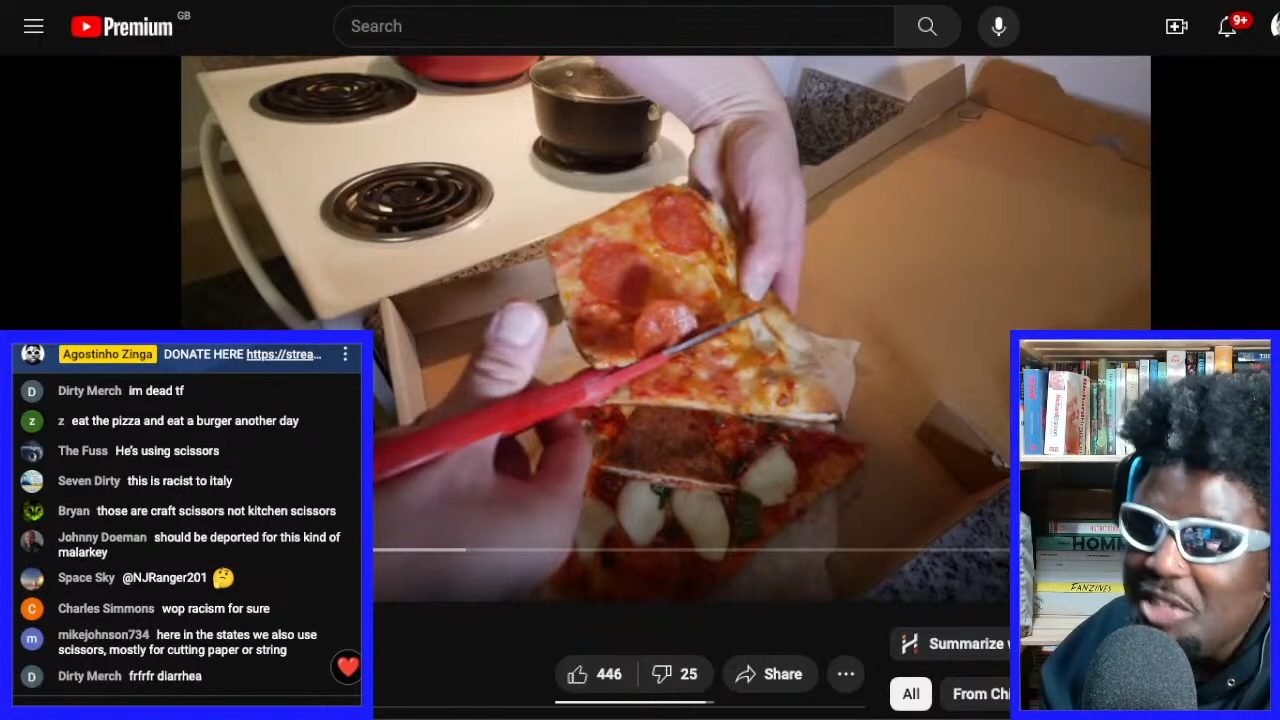 Premium GB
Search
9+
Agostinho Zinga DONATE HERE https://strea...
Dirty Merch im dead tf
z z eat the pizza and eat a burger another day
The Fuss He's using scissors
Seven Dirty this is racist to italy
Bryan those are craft scissors not kitchen scissors
Johnny Doeman should be deported for this kind of
malarkey
Space Sky @NJRanger201
C Charles Simmons wop racism for sure
m mikejohnson734 here in the states we also use
scissors, mostly for cutting paper or string
D Dirty Merch frfrfr diarrhea
446
25
Share
Summarize
All
From Ch
HOME
FANZINES